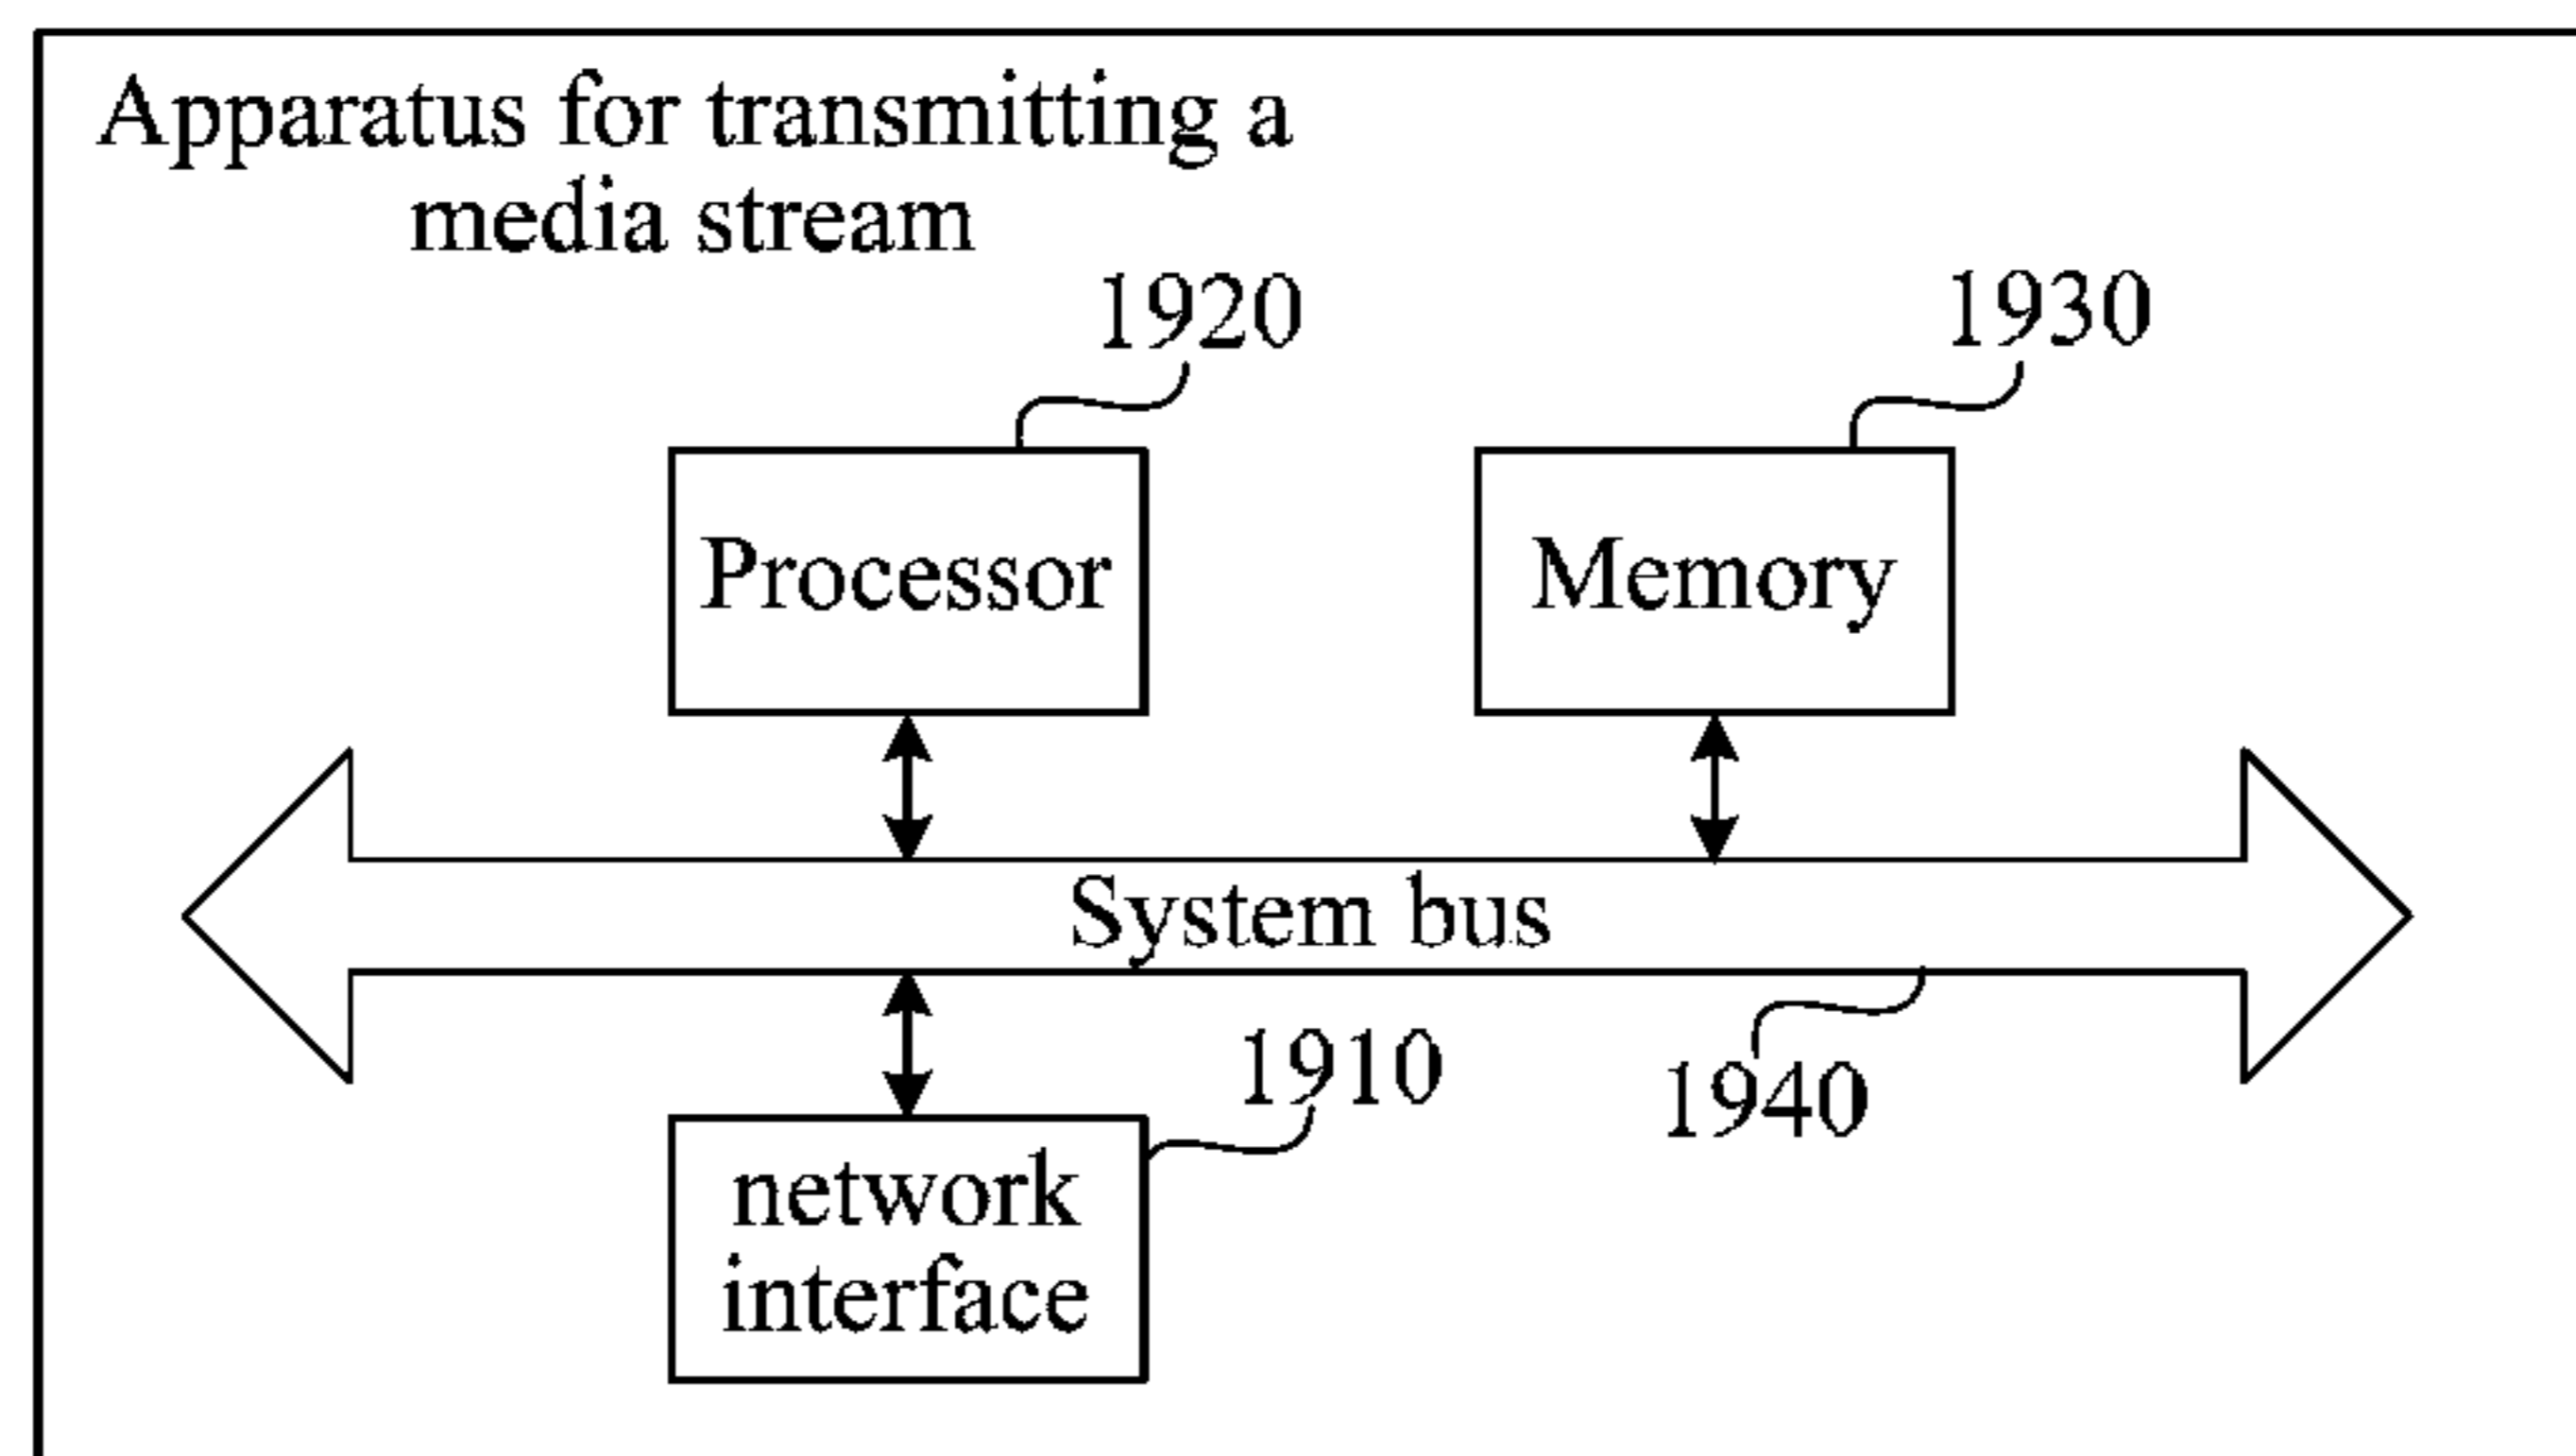 Apparatus for transmitting a
media stream
1920
1930
Processor
Memory
System bus
1910
1940
network
interface